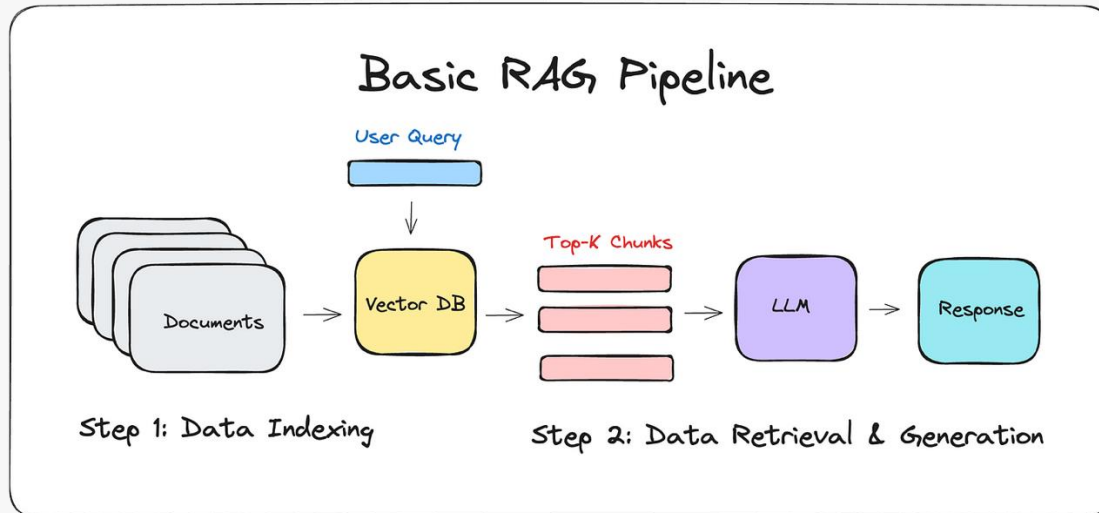 Basic RAG Pipeline
User Query
Top-K Chunks
Documents
Vector DB
LLM
Response
Step 1: Data Indexing
Step 2: Data Retrieval & Generation